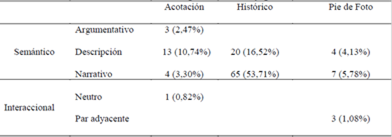 Acotación Histórico Pie de Foto
Argumentativo 3 (2,47%)
Semántico Descripción 13 (10,74%) 20 (16,52%) 4 (4,13%)
Narrativo 4 (3,30%) 65 (53,71%) 7 (5,78%)
Neutro 1 (0,82%)
Interaccional
Par adyacente 3 (1,08%)